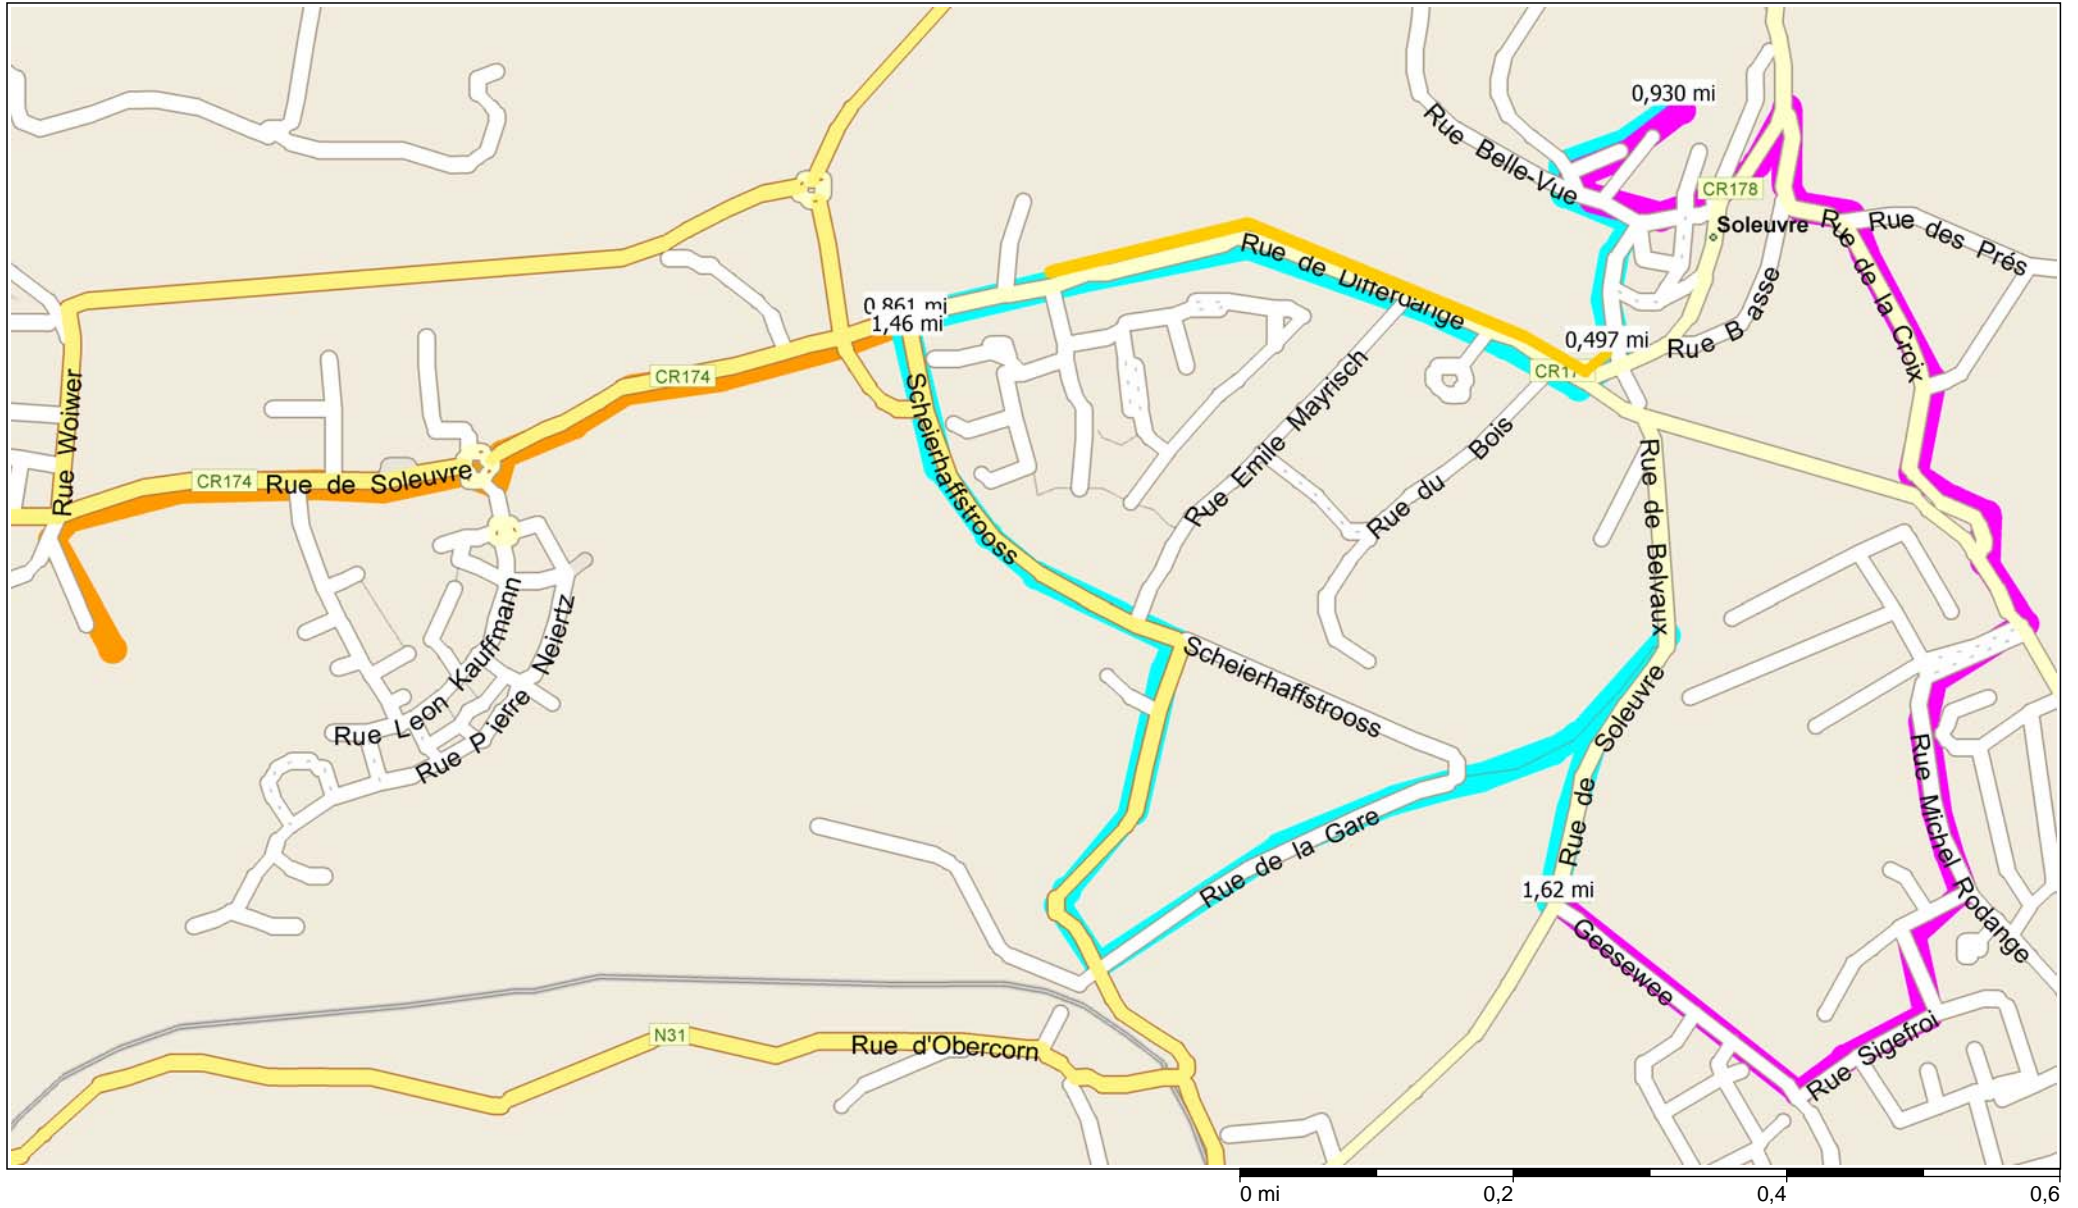 0,930 mi
Rue Belle-Vue
CR178
Soleuvre
Rue des Prés
Rue de la Croix
Rue de Differdange
0,861 mi
1,46 mi
0,497 mi
Rue Basse
CR174
Rue Woiwer
Scheierhaffstrooss
Rue Emile Mayrisch
Rue du Bois
Rue de Belvaux
CR174
Rue de Soleuvre
Rue Leon Kauffmann
Rue Pierre Neiertz
Scheierhaffstrooss
Rue de Soleuvre
Rue de la Gare
1,62 mi
Rue Michel Rodange
Geesewee
Rue Sigefroi
N31
Rue d'Obercorn
0 mi
0,2
0,4
0,6